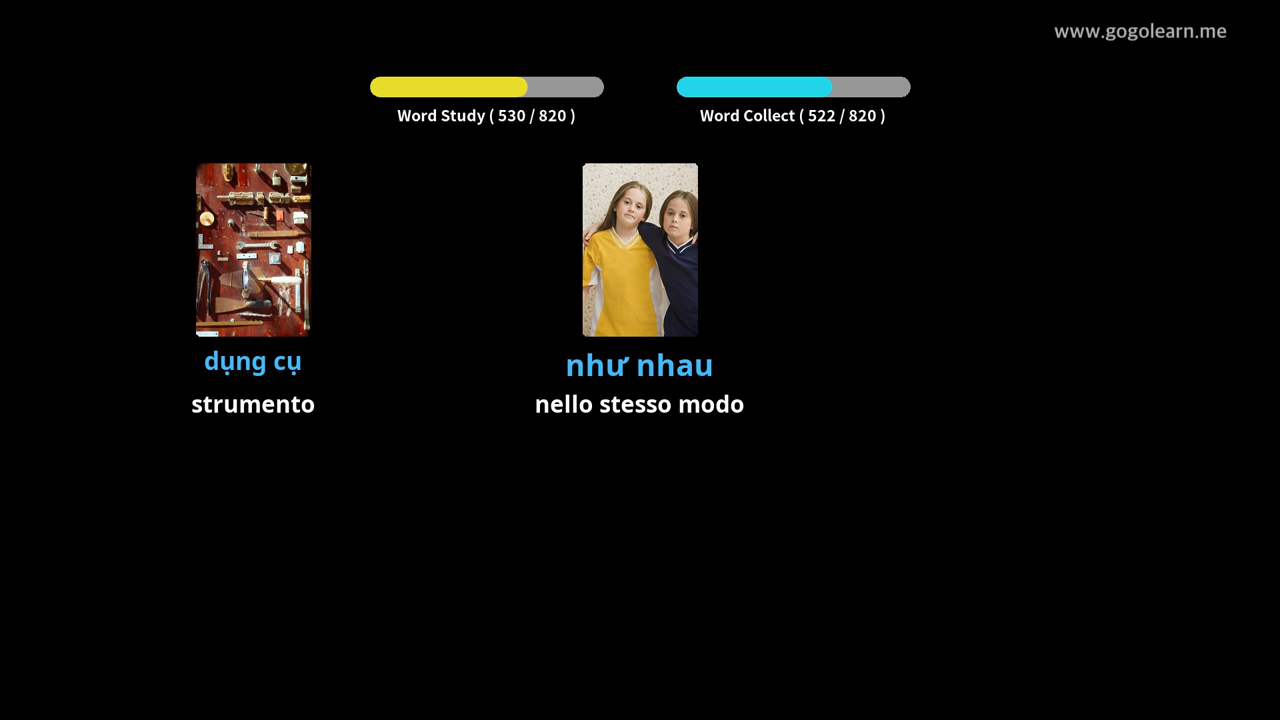 www.gogolearn.me
Word Study ( 530 / 820 )
Word Collect ( 522 / 820 )
dụng cụ
strumento
như nhau
nello stesso modo